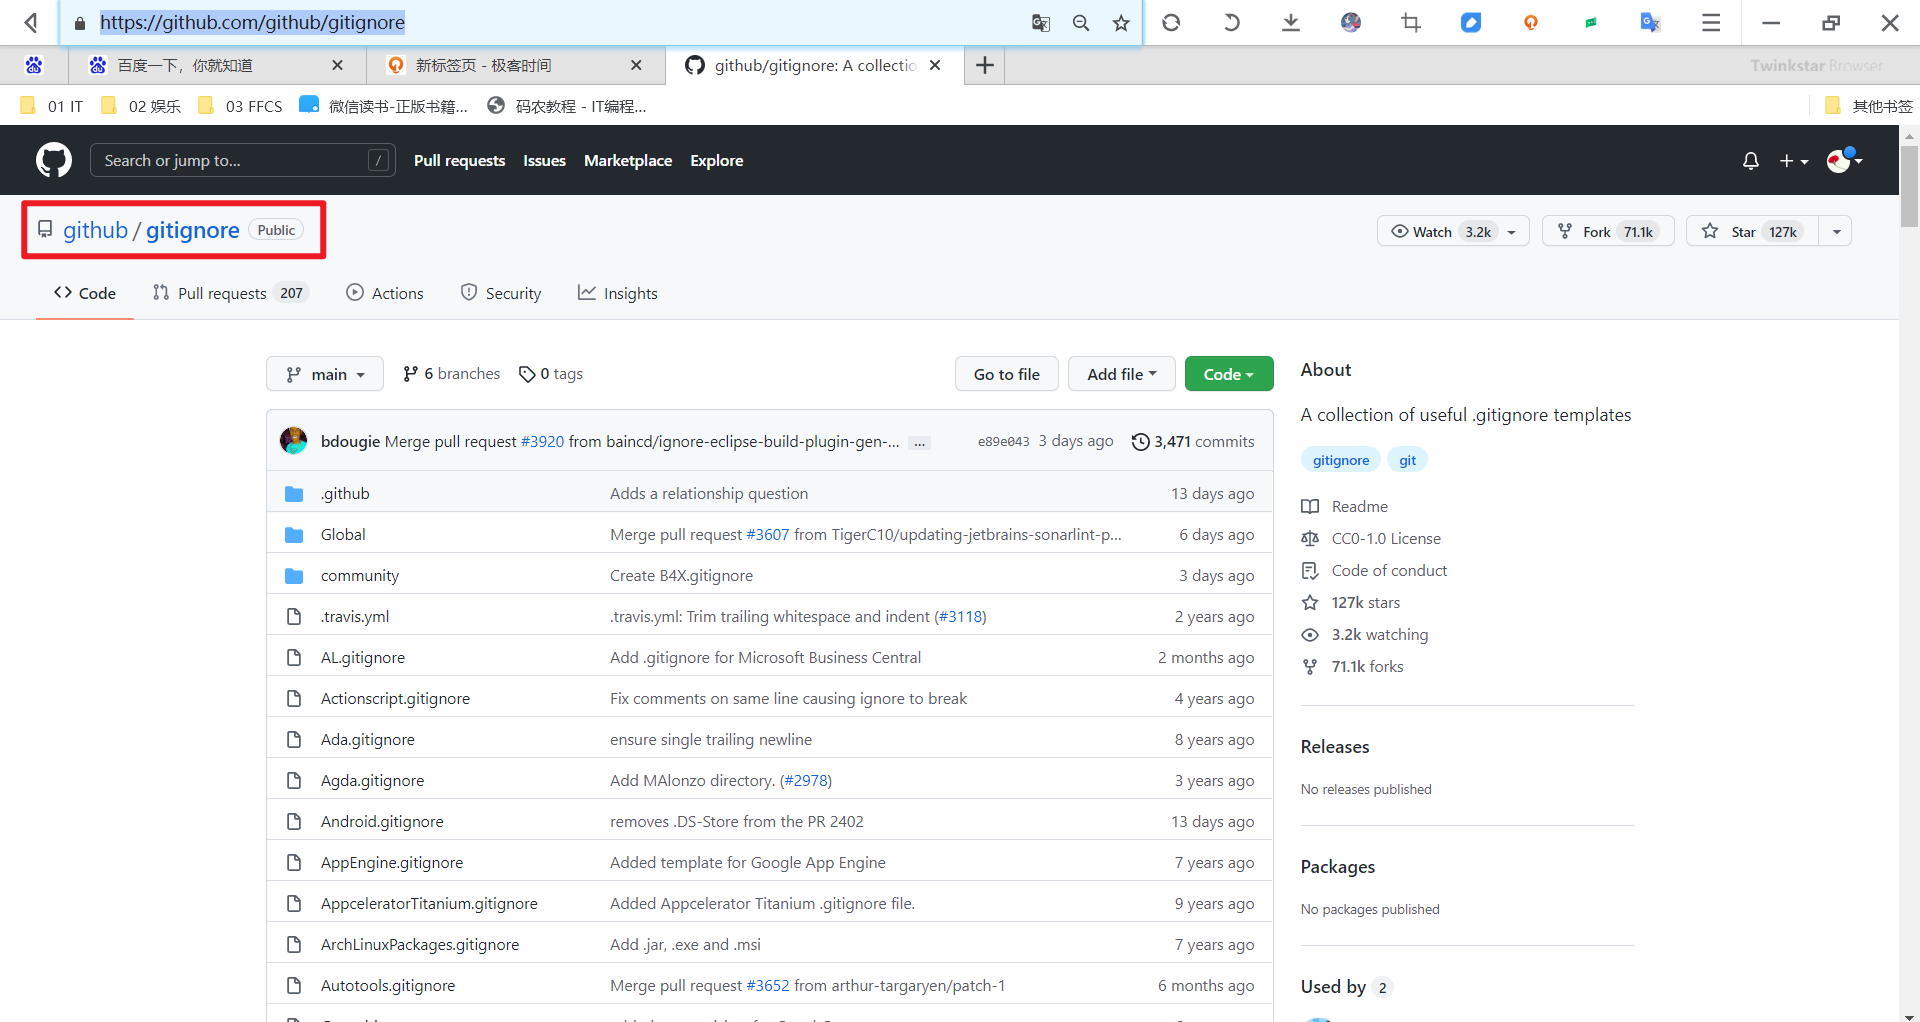 https://github.com/github/gitignore
百度一下，你就知道
新标签页 - 极客时间
github/gitignore: A collectio
Twinkstar Browser
01 IT
02 娱乐
03 FFCS
微信读书-正版书籍...
码农教程 - IT编程...
其他书签
Search or jump to...
/
Pull requests
Issues
Marketplace
Explore
github / gitignore Public
Watch 3.2k
Fork 71.1k
Star 127k
Code
Pull requests 207
Actions
Security
Insights
main
6 branches
0 tags
Go to file
Add file
Code
bdougie Merge pull request #3920 from baincd/ignore-eclipse-build-plugin-gen-... ... e89e043 3 days ago 3,471 commits
.github Adds a relationship question 13 days ago
Global Merge pull request #3607 from TigerC10/updating-jetbrains-sonarlint-p... 6 days ago
community Create B4X.gitignore 3 days ago
.travis.yml .travis.yml: Trim trailing whitespace and indent (#3118) 2 years ago
AL.gitignore Add .gitignore for Microsoft Business Central 2 months ago
Actionscript.gitignore Fix comments on same line causing ignore to break 4 years ago
Ada.gitignore ensure single trailing newline 8 years ago
Agda.gitignore Add MAlonzo directory. (#2978) 3 years ago
Android.gitignore removes .DS-Store from the PR 2402 13 days ago
AppEngine.gitignore Added template for Google App Engine 7 years ago
AppceleratorTitanium.gitignore Added Appcelerator Titanium .gitignore file. 9 years ago
ArchLinuxPackages.gitignore Add .jar, .exe and .msi 7 years ago
Autotools.gitignore Merge pull request #3652 from arthur-targaryen/patch-1 6 months ago
About
A collection of useful .gitignore templates
gitignore git
Readme
CC0-1.0 License
Code of conduct
127k stars
3.2k watching
71.1k forks
Releases
No releases published
Packages
No packages published
Used by 2